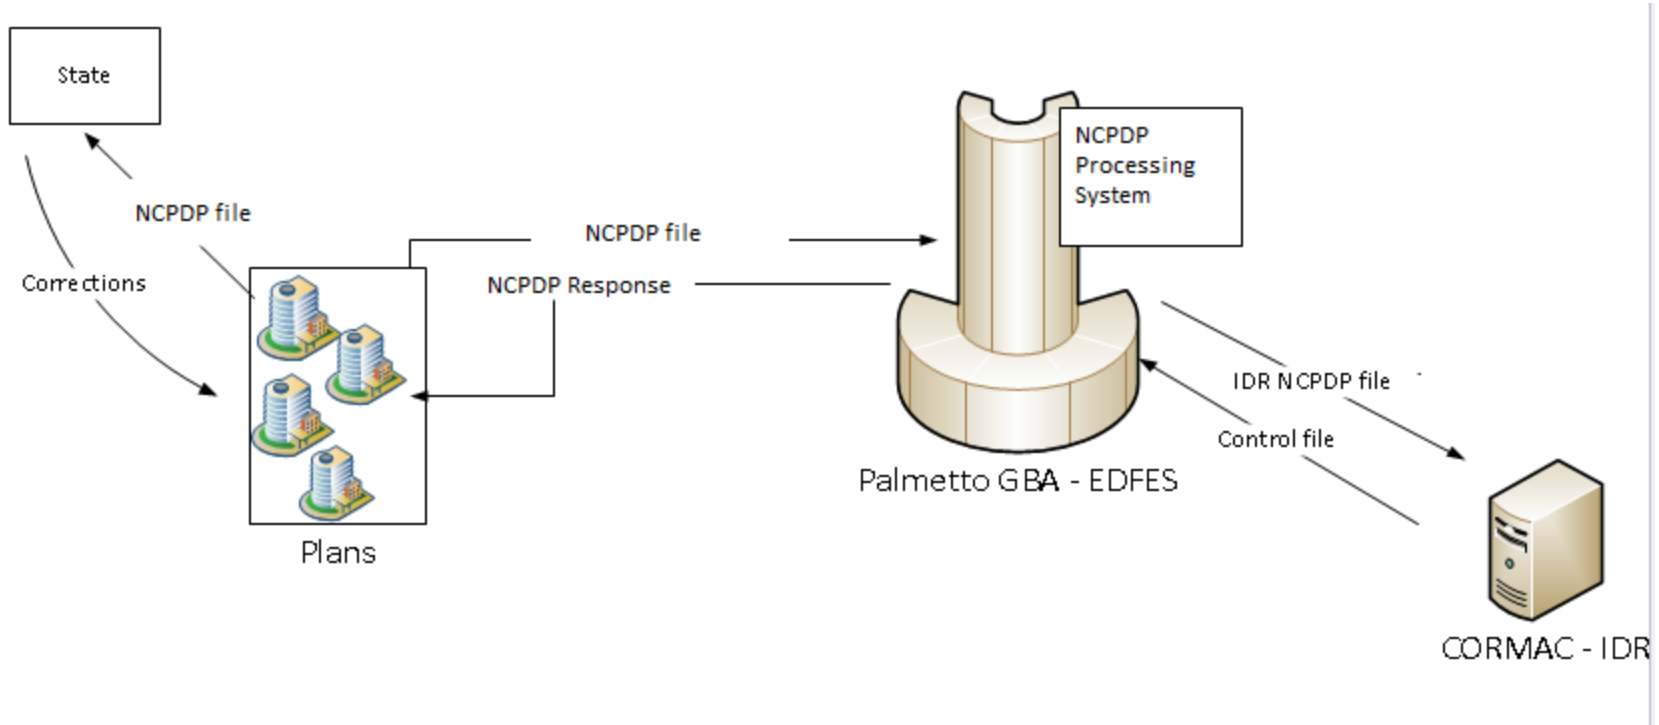 State
NCPDP file
Corrections
NCPDP file
NCPDP Response
Plans
NCPDP
Processing
System
Palmetto GBA - EDFES
IDR NCPDP file
Control file
CORMAC - IDR